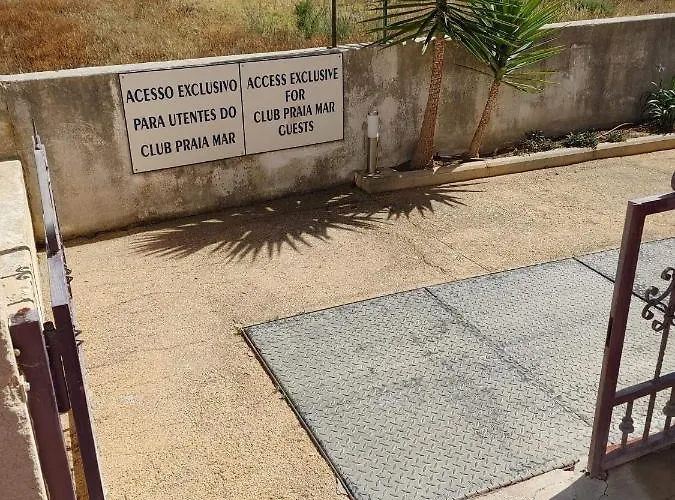 ACESSO EXCLUSIVO
PARA UTENTES DO
CLUB PRAIA MAR
ACCESS EXCLUSIVE
FOR
CLUB PRAIA MAR
GUESTS